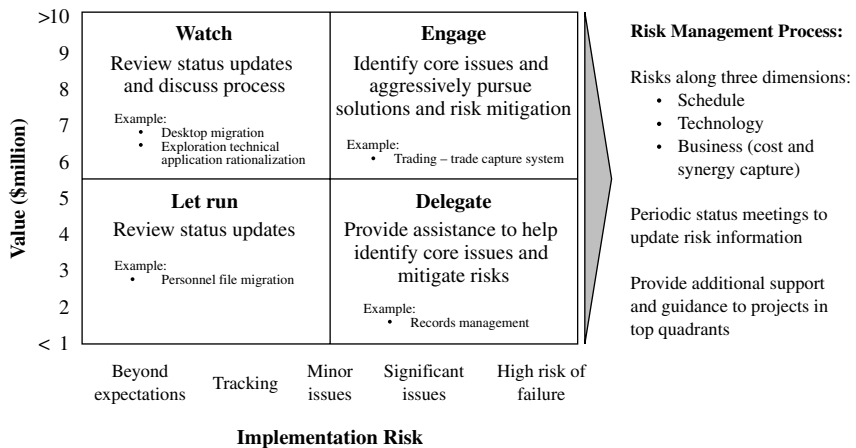 >10
9
8
7
6
5
4
3
2
< 1
Value ($million)
Watch
Review status updates
and discuss process
Example:
• Desktop migration
• Exploration technical
application rationalization
Engage
Identify core issues and
aggressively pursue
solutions and risk mitigation
Example:
• Trading – trade capture system
Let run
Review status updates
Example:
• Personnel file migration
Delegate
Provide assistance to help
identify core issues and
mitigate risks
Example:
• Records management
Beyond
expectations
Tracking
Minor
issues
Significant
issues
High risk of
failure
Implementation Risk
Risk Management Process:
Risks along three dimensions:
• Schedule
• Technology
• Business (cost and
synergy capture)
Periodic status meetings to
update risk information
Provide additional support
and guidance to projects in
top quadrants